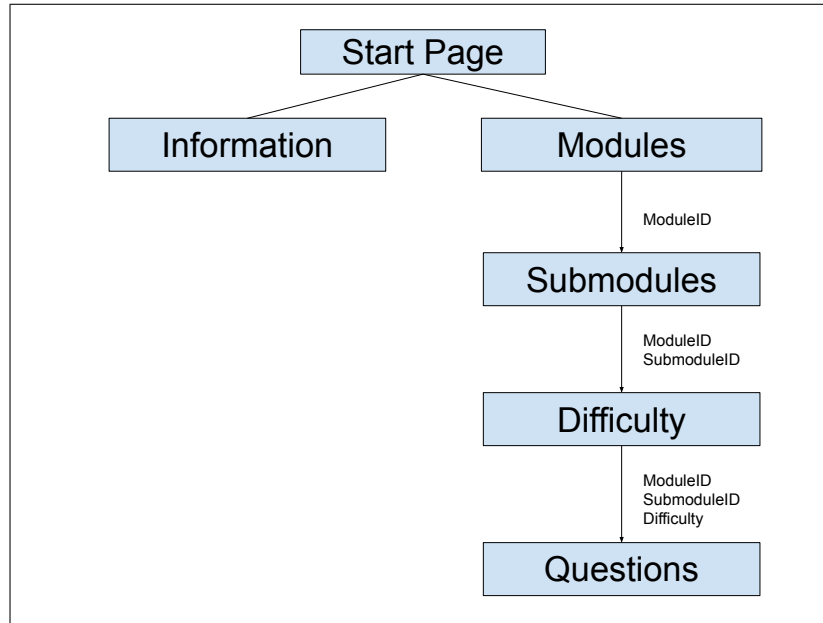 Start Page
Information
Modules
ModuleID
Submodules
ModuleID
SubmoduleID
Difficulty
ModuleID
SubmoduleID
Difficulty
Questions